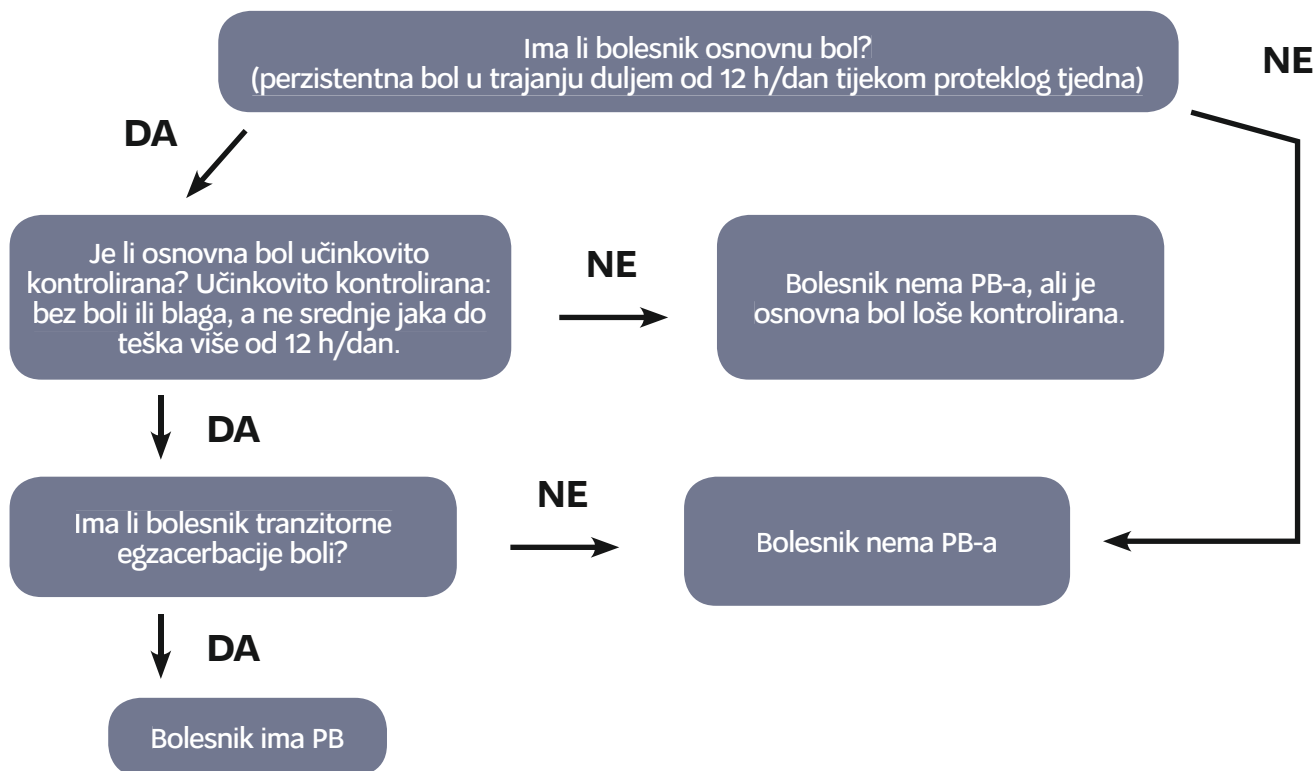 Ima li bolesnik osnovnu bol?
(perzistentna bol u trajanju duljem od 12 h/dan tijekom proteklog tjedna)
NE
DA
Je li osnovna bol učinkovito
kontrolirana? Učinkovito kontrolirana:
bez boli ili blaga, a ne srednje jaka do
teška više od 12 h/dan.
NE
Bolesnik nema PB-a, ali je
osnovna bol loše kontrolirana.
DA
Ima li bolesnik tranzitorne
egzacerbacije boli?
NE
Bolesnik nema PB-a
DA
Bolesnik ima PB